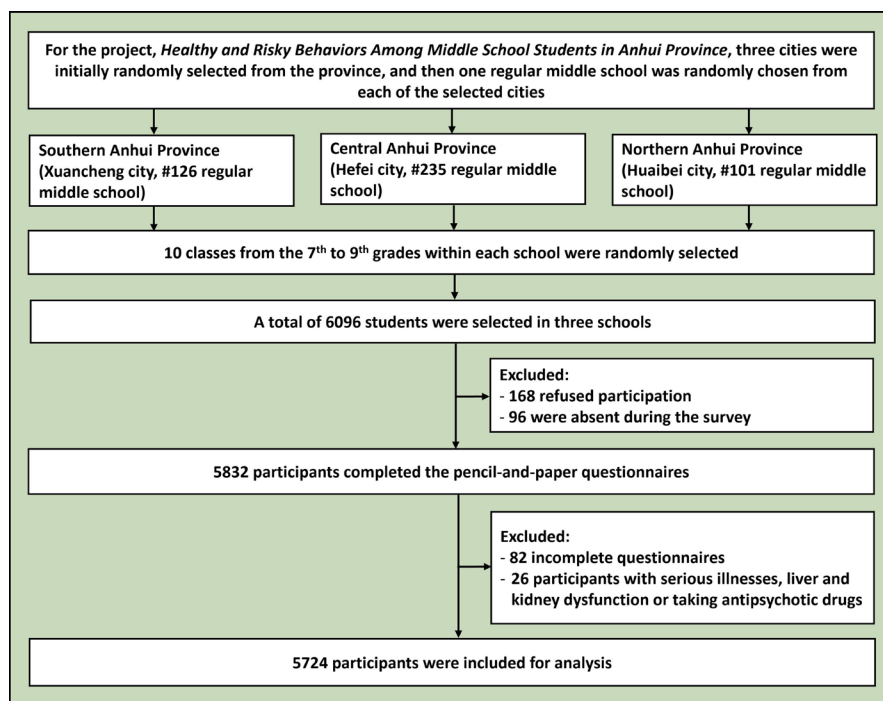 For the project, Healthy and Risky Behaviors Among Middle School Students in Anhui Province, three cities were
initially randomly selected from the province, and then one regular middle school was randomly chosen from
each of the selected cities
Southern Anhui Province
(Xuancheng city, #126 regular
middle school)
Central Anhui Province
(Hefei city, #235 regular middle
school)
Northern Anhui Province
(Huaibei city, #101 regular
middle school)
10 classes from the 7th to 9th grades within each school were randomly selected
A total of 6096 students were selected in three schools
Excluded:
- 168 refused participation
- 96 were absent during the survey
5832 participants completed the pencil-and-paper questionnaires
Excluded:
- 82 incomplete questionnaires
- 26 participants with serious illnesses, liver and
kidney dysfunction or taking antipsychotic drugs
5724 participants were included for analysis